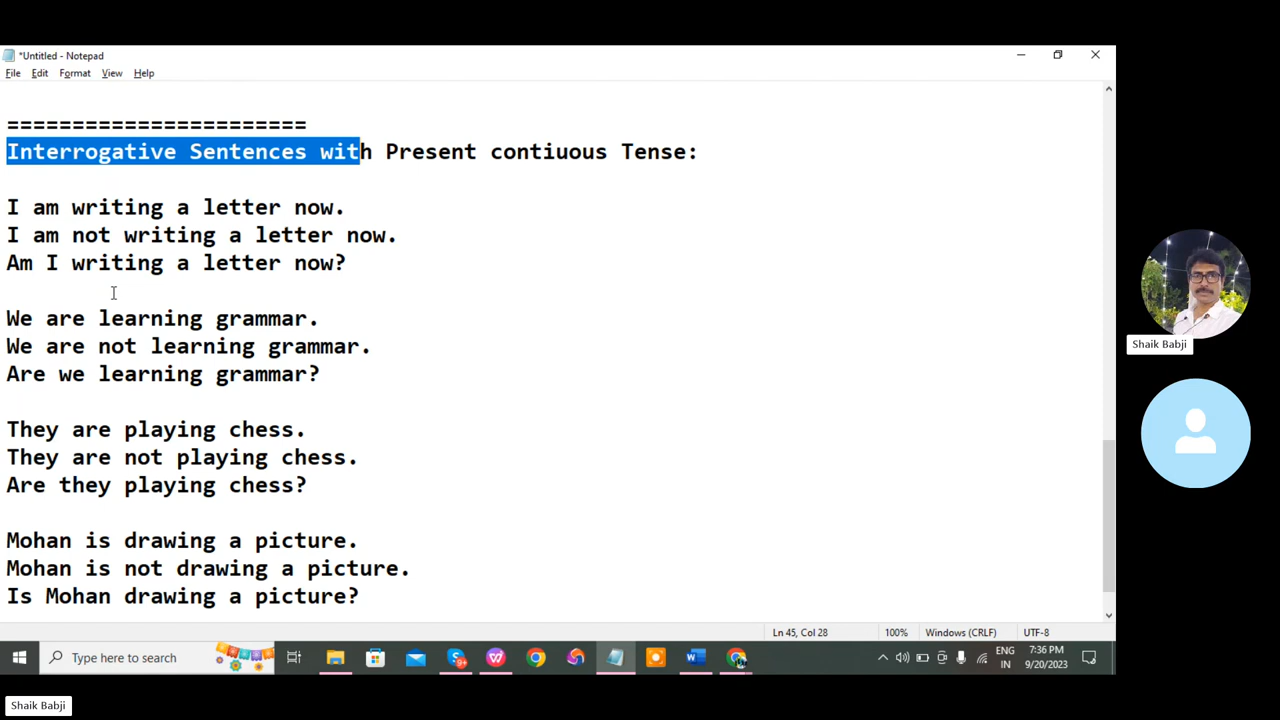 *Untitled - Notepad
File Edit Format View Help
=======================
Interrogative Sentences with Present contiuous Tense:
I am writing a letter now.
I am not writing a letter now.
Am I writing a letter now?
We are learning grammar.
We are not learning grammar.
Are we learning grammar?
They are playing chess.
They are not playing chess.
Are they playing chess?
Mohan is drawing a picture.
Mohan is not drawing a picture.
Is Mohan drawing a picture?
Shaik Babji
Ln 45, Col 28 100% Windows (CRLF) UTF-8
Type here to search
ENG 7:36 PM
IN 9/20/2023
Shaik Babji